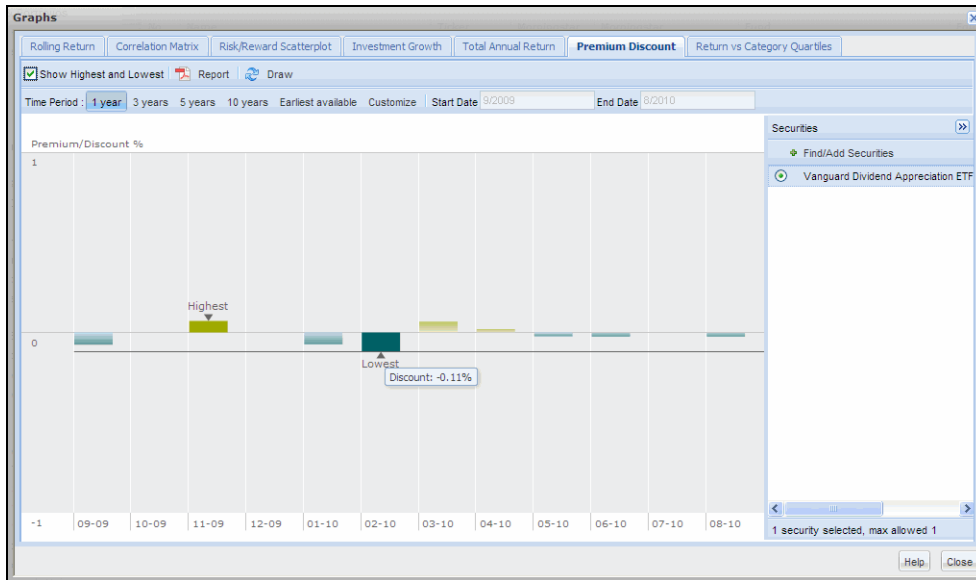 Graphs
Rolling Return Correlation Matrix Risk/Reward Scatterplot Investment Growth Total Annual Return Premium Discount Return vs Category Quartiles
Show Highest and Lowest Report Draw
Time Period : 1 year 3 years 5 years 10 years Earliest available Customize Start Date 9/2009 End Date 8/2010
Securities
Find/Add Securities
Vanguard Dividend Appreciation ETF
Premium/Discount %
1
Highest
0
Lowest
Discount: -0.11%
-1 09-09 10-09 11-09 12-09 01-10 02-10 03-10 04-10 05-10 06-10 07-10 08-10
1 security selected, max allowed 1
Help Close